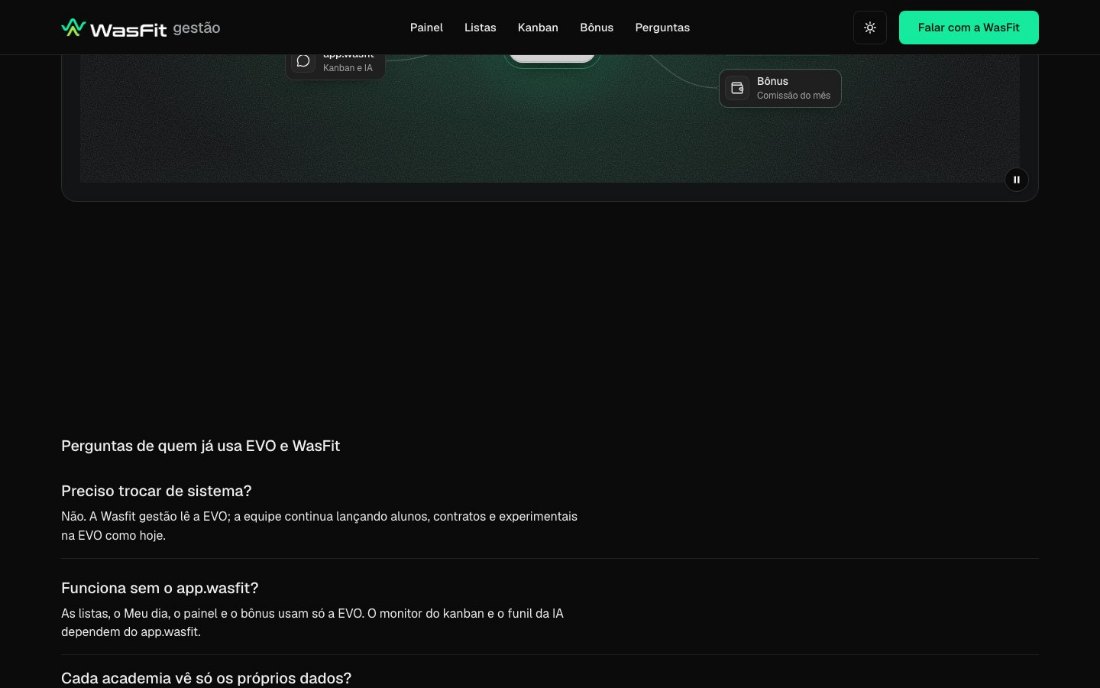 WasFit gestão
Painel
Listas
Kanban
Bônus
Perguntas
Falar com a WasFit
app.wasfit
Kanban e IA
Bônus
Comissão do mês
Perguntas de quem já usa EVO e WasFit
Preciso trocar de sistema?
Não. A Wasfit gestão lê a EVO; a equipe continua lançando alunos, contratos e experimentais
na EVO como hoje.
Funciona sem o app.wasfit?
As listas, o Meu dia, o painel e o bônus usam só a EVO. O monitor do kanban e o funil da IA
dependem do app.wasfit.
Cada academia vê só os próprios dados?